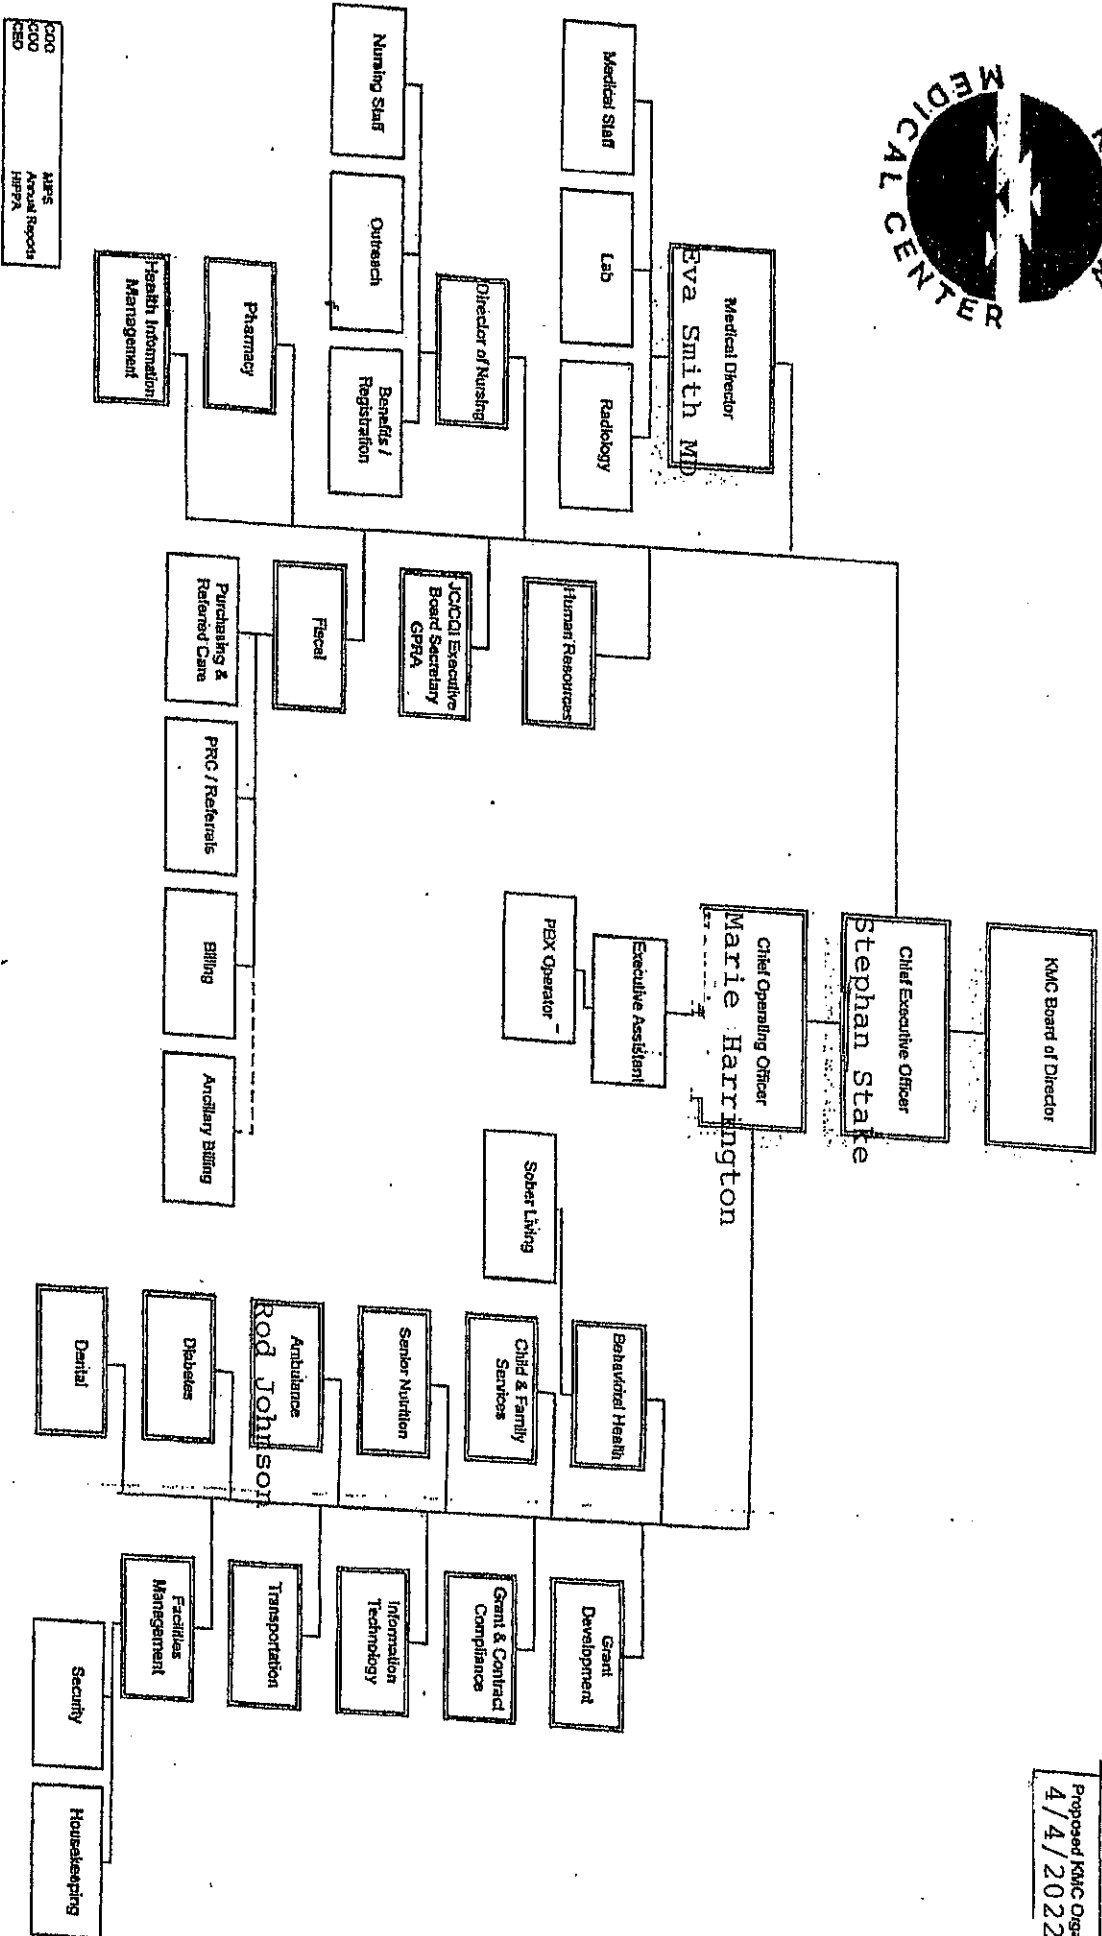 MEDICAL CENTER
Proposed KMC
4/4/2022
KMC Board of Director
Chief Executive Officer
Stephan Stake
Chief Operating Officer
Marie Harrington
Executive Assistant
PBX Operator
Medical Director
Eva Smith MD
Medical Staff
Lab
Radiology
Director of Nursing
Nursing Staff
Outreach
Benefits /
Registration
Pharmacy
Health Information
Management
Human Resources
JC/CQI Executive
Board Secretary
GPRA
Fiscal
Purchasing &
Referred Care
PRC / Referrals
Billing
Ancillary Billing
Behavioral Health
Sober Living
Child & Family
Services
Senior Nutrition
Ambulance
Rod Johnson
Diabetes
Dental
Grant
Development
Grant & Contract
Compliance
Information
Technology
Transportation
Facilities
Management
Security
Housekeeping
COO
CEO
Annual Reports
HIPPA